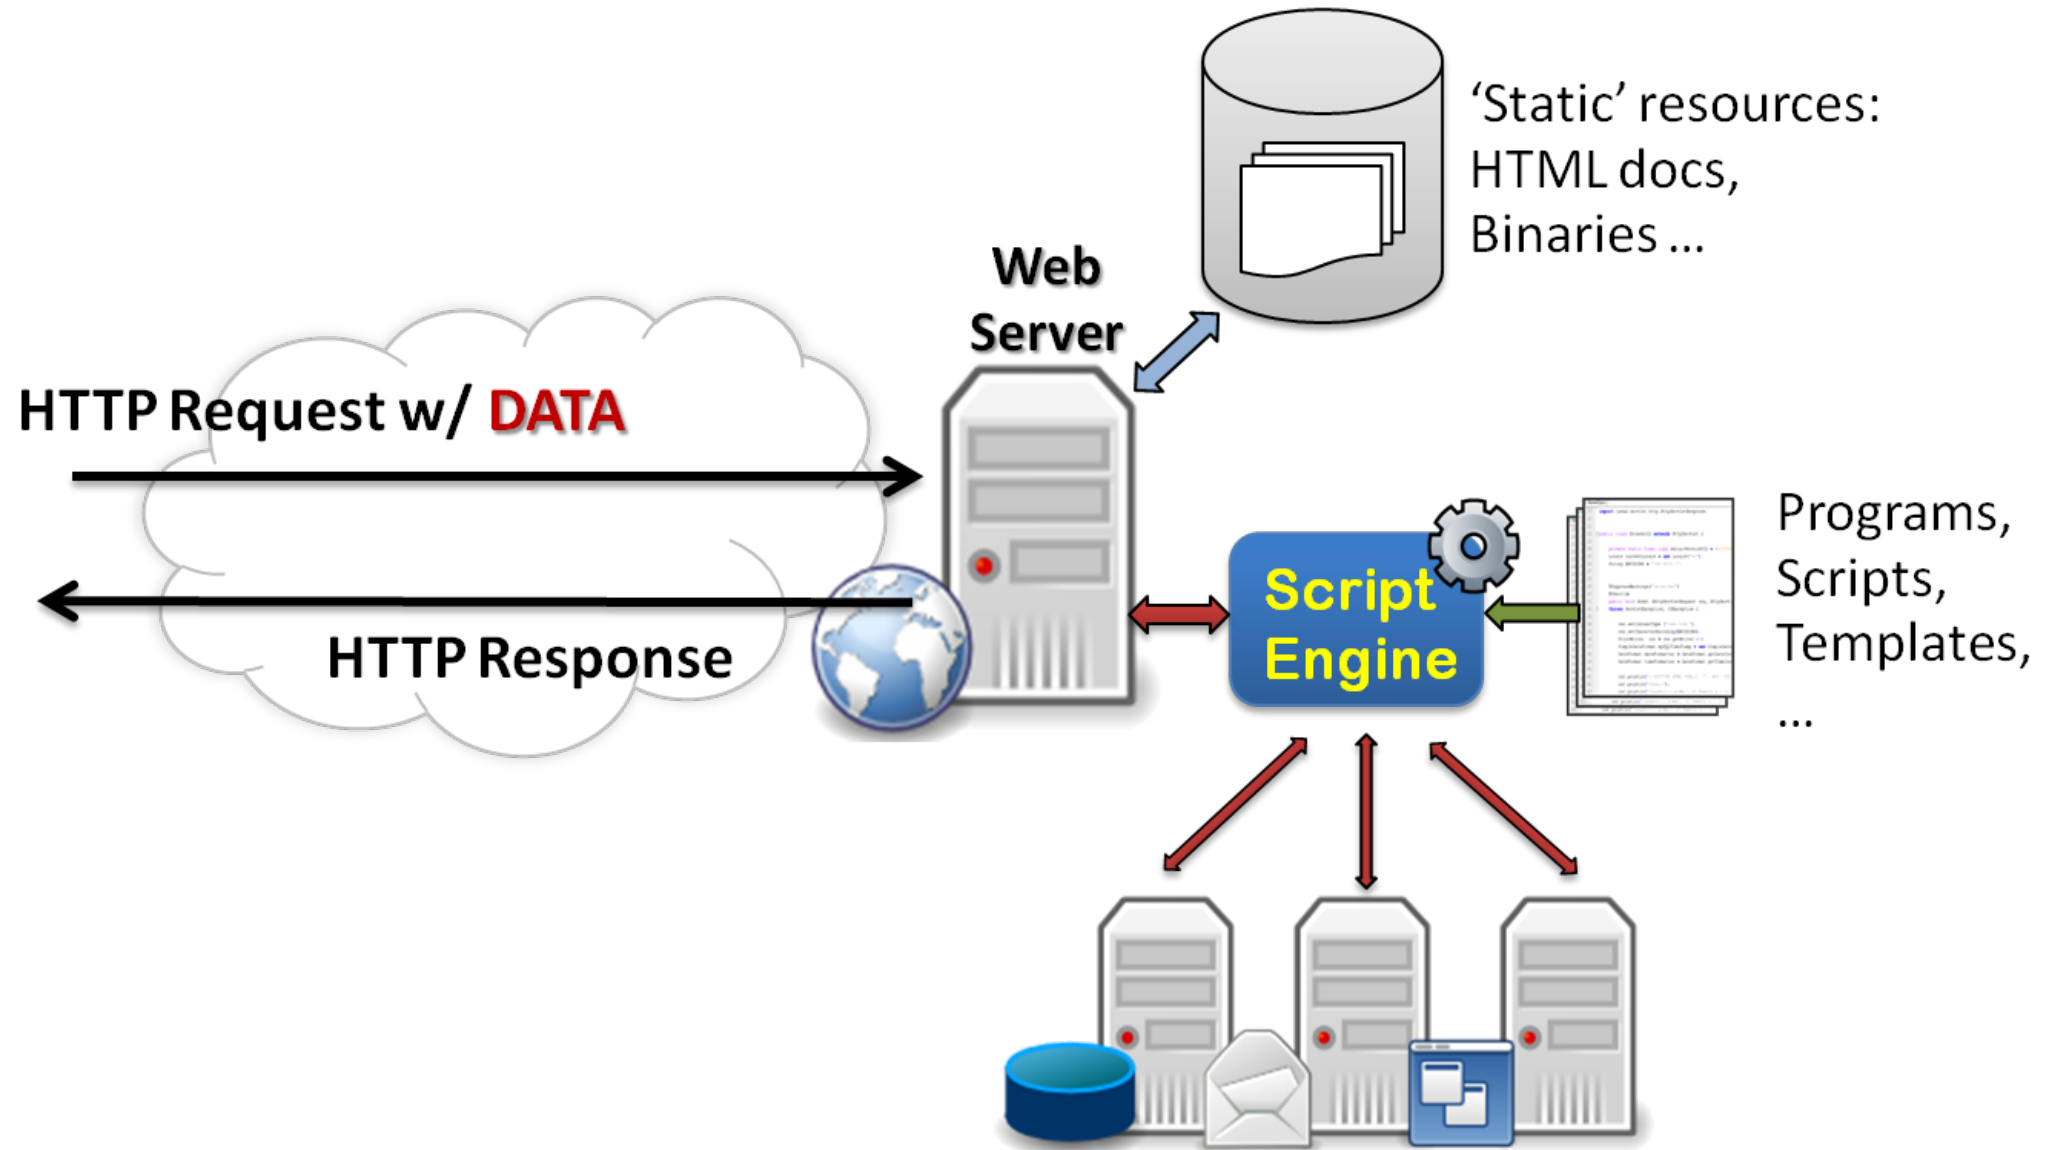 ‘Static’ resources:
HTML docs,
Binaries ...
Web
Server
HTTP Request w/ DATA
HTTP Response
Script
Engine
Programs,
Scripts,
Templates,
...